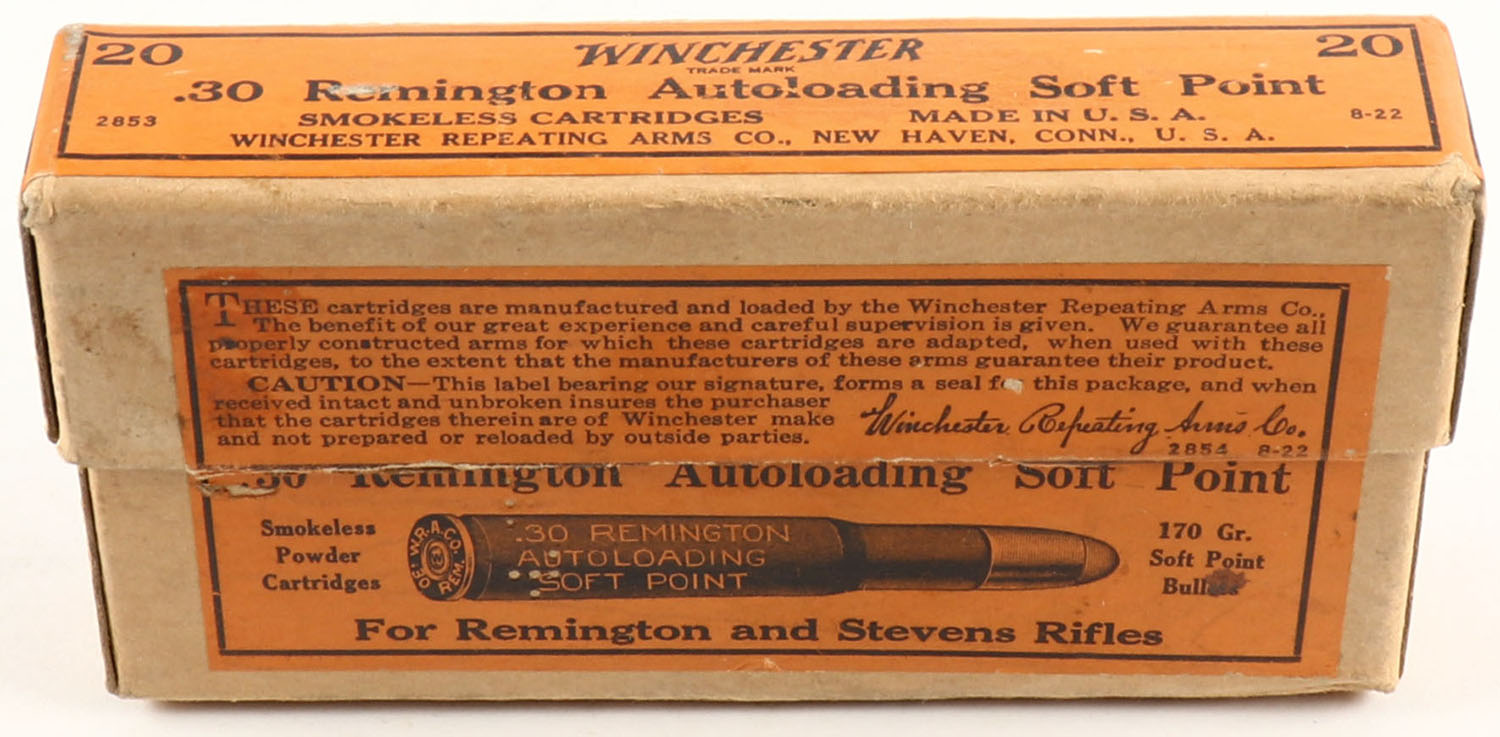 20 WINCHESTER 20
TRADE MARK
.30 Remington Autoloading Soft Point
2853 SMOKELESS CARTRIDGES MADE IN U. S. A. 8-22
WINCHESTER REPEATING ARMS CO., NEW HAVEN, CONN., U. S. A.
THESE cartridges are manufactured and loaded by the Winchester Repeating Arms Co.,
The benefit of our great experience and careful supervision is given. We guarantee all
properly constructed arms for which these cartridges are adapted, when used with these
cartridges, to the extent that the manufacturers of these arms guarantee their product.
CAUTION—This label bearing our signature, forms a seal for this package, and when
received intact and unbroken insures the purchaser
that the cartridges therein are of Winchester make
and not prepared or reloaded by outside parties.
Winchester Repeating Arms Co.
2854 8-22
.30 Remington Autoloading Soft Point
Smokeless
Powder
Cartridges
W.R.A.CO.
30 REM.
.30 REMINGTON
AUTOLOADING
SOFT POINT
170 Gr.
Soft Point
Bullets
For Remington and Stevens Rifles